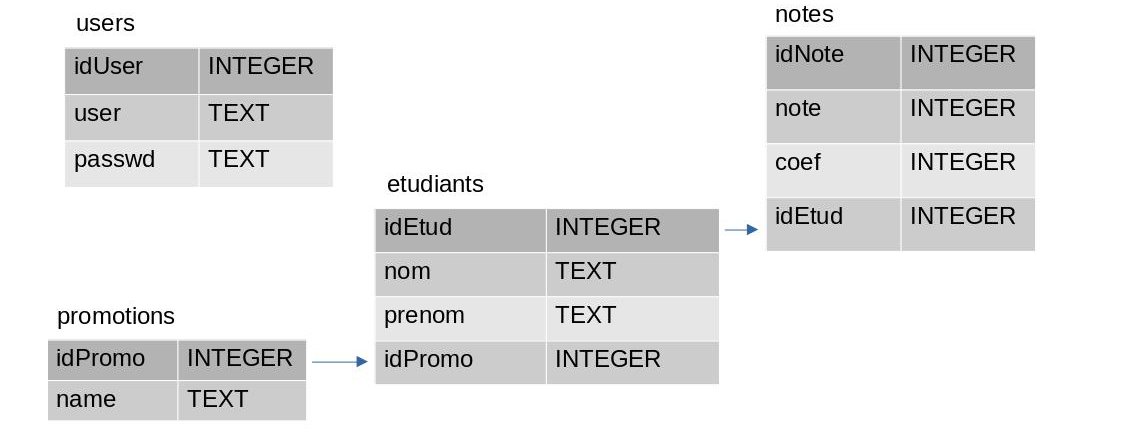 users
idUser INTEGER
user TEXT
passwd TEXT
notes
idNote INTEGER
note INTEGER
coef INTEGER
idEtud INTEGER
etudiants
idEtud INTEGER
nom TEXT
prenom TEXT
idPromo INTEGER
promotions
idPromo INTEGER
name TEXT